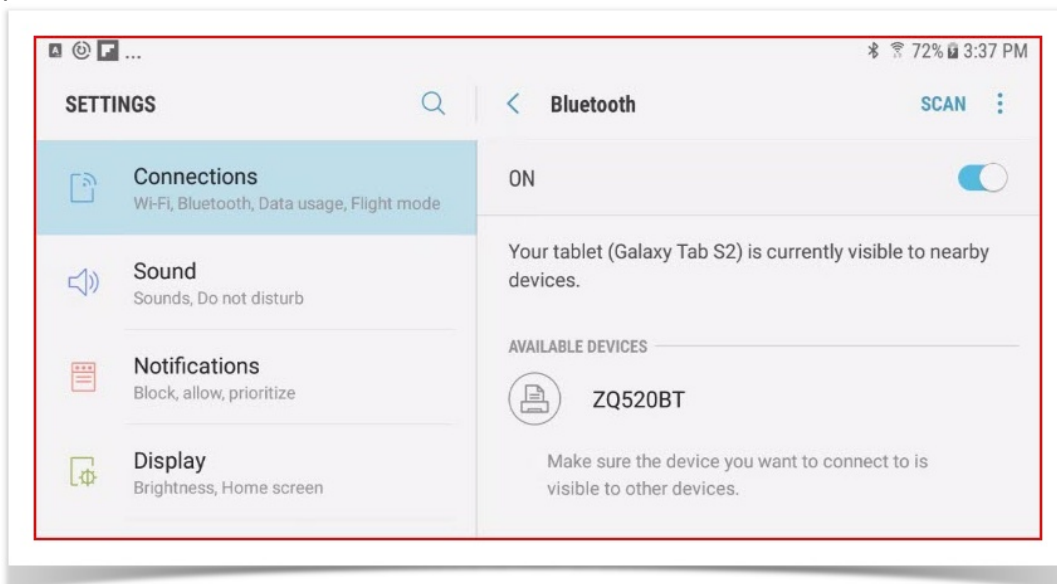 ... 72% 3:37 PM
SETTINGS
Connections
Wi-Fi, Bluetooth, Data usage, Flight mode
Sound
Sounds, Do not disturb
Notifications
Block, allow, prioritize
Display
Brightness, Home screen
Bluetooth SCAN
ON
Your tablet (Galaxy Tab S2) is currently visible to nearby
devices.
AVAILABLE DEVICES
ZQ520BT
Make sure the device you want to connect to is
visible to other devices.